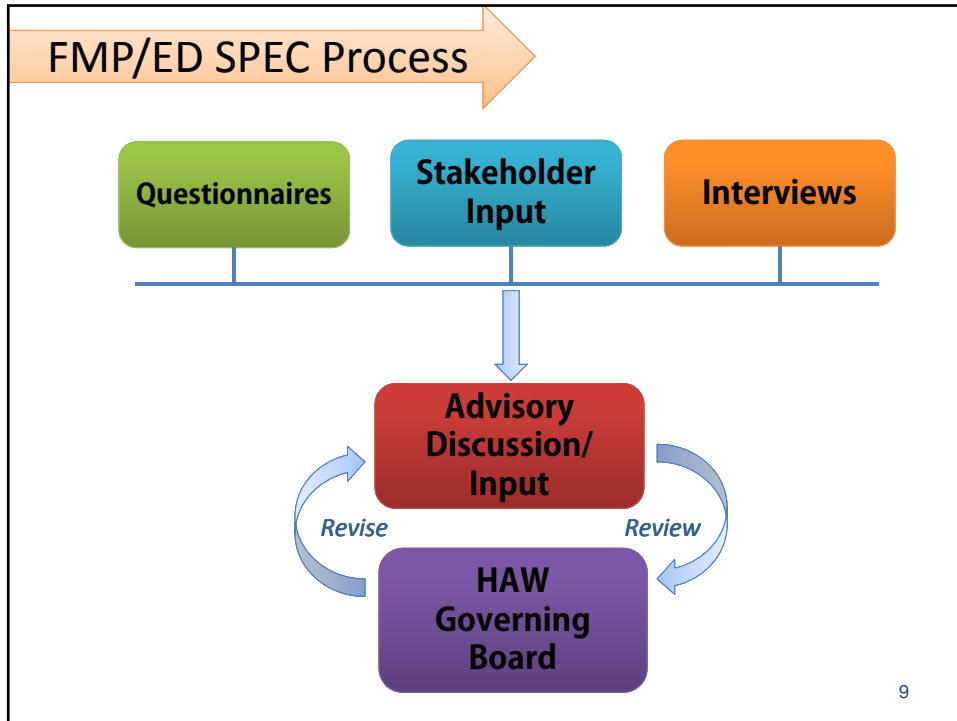 FMP/ED SPEC Process
Questionnaires
Stakeholder
Input
Interviews
Advisory
Discussion/
Input
Revise
Review
HAW
Governing
Board
9